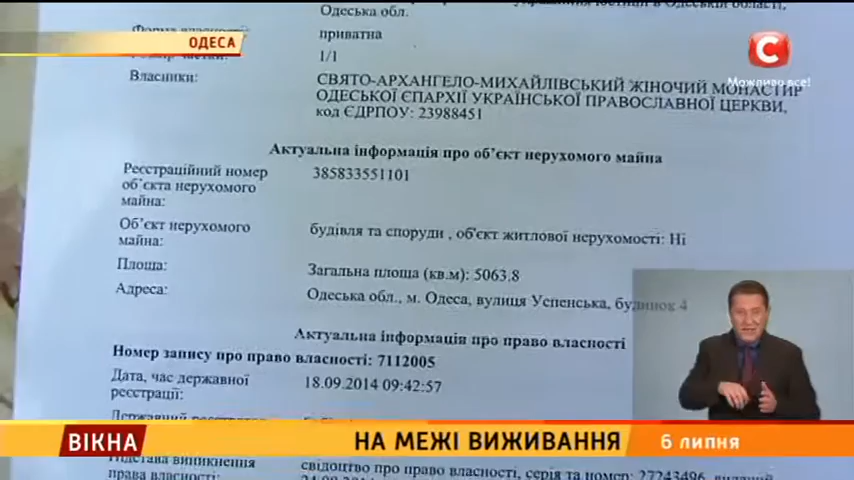 Одеська обл.
приватна
ОДЕСА
1/1
Можливо все!
Власники:
СВЯТО-АРХАНГЕЛО-МИХАЙЛІВСЬКИЙ ЖІНОЧИЙ МОНАСТИР
ОДЕСЬКОЇ ЄПАРХІЇ УКРАЇНСЬКОЇ ПРАВОСЛАВНОЇ ЦЕРКВИ,
код ЄДРПОУ: 23988451
Актуальна інформація про об'єкт нерухомого майна
Реєстраційний номер
об'єкта нерухомого
майна:
385833551101
Об'єкт нерухомого
майна:
будівля та споруди , об'єкт житлової нерухомості: Ні
Площа:
Загальна площа (кв.м): 5063.8
Адреса:
Одеська обл., м. Одеса, вулиця Успенська, будинок 4
Актуальна інформація про право власності
Номер запису про право власності: 7112005
Дата, час державної
реєстрації:
18.09.2014 09:42:57
ВІКНА
НА МЕЖІ ВИЖИВАННЯ
6 липня
Підстава виникнення
права власності:
свідоцтво про право власності, серія та номер: 27243496, виданий